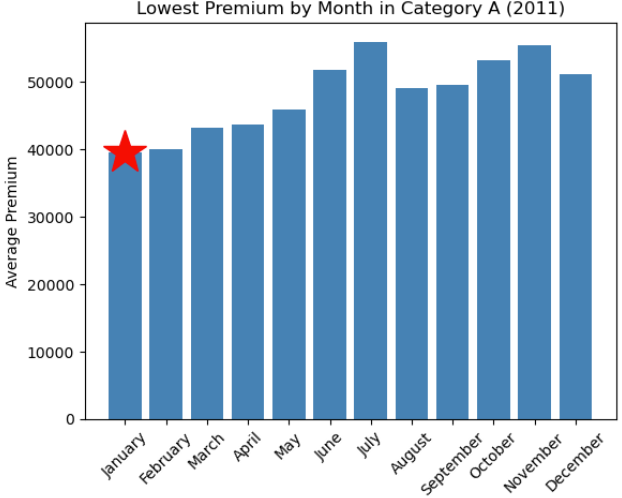 Lowest Premium by Month in Category A (2011)
Average Premium
50000
40000
30000
20000
10000
0
January
February
March
April
May
June
July
August
September
October
November
December